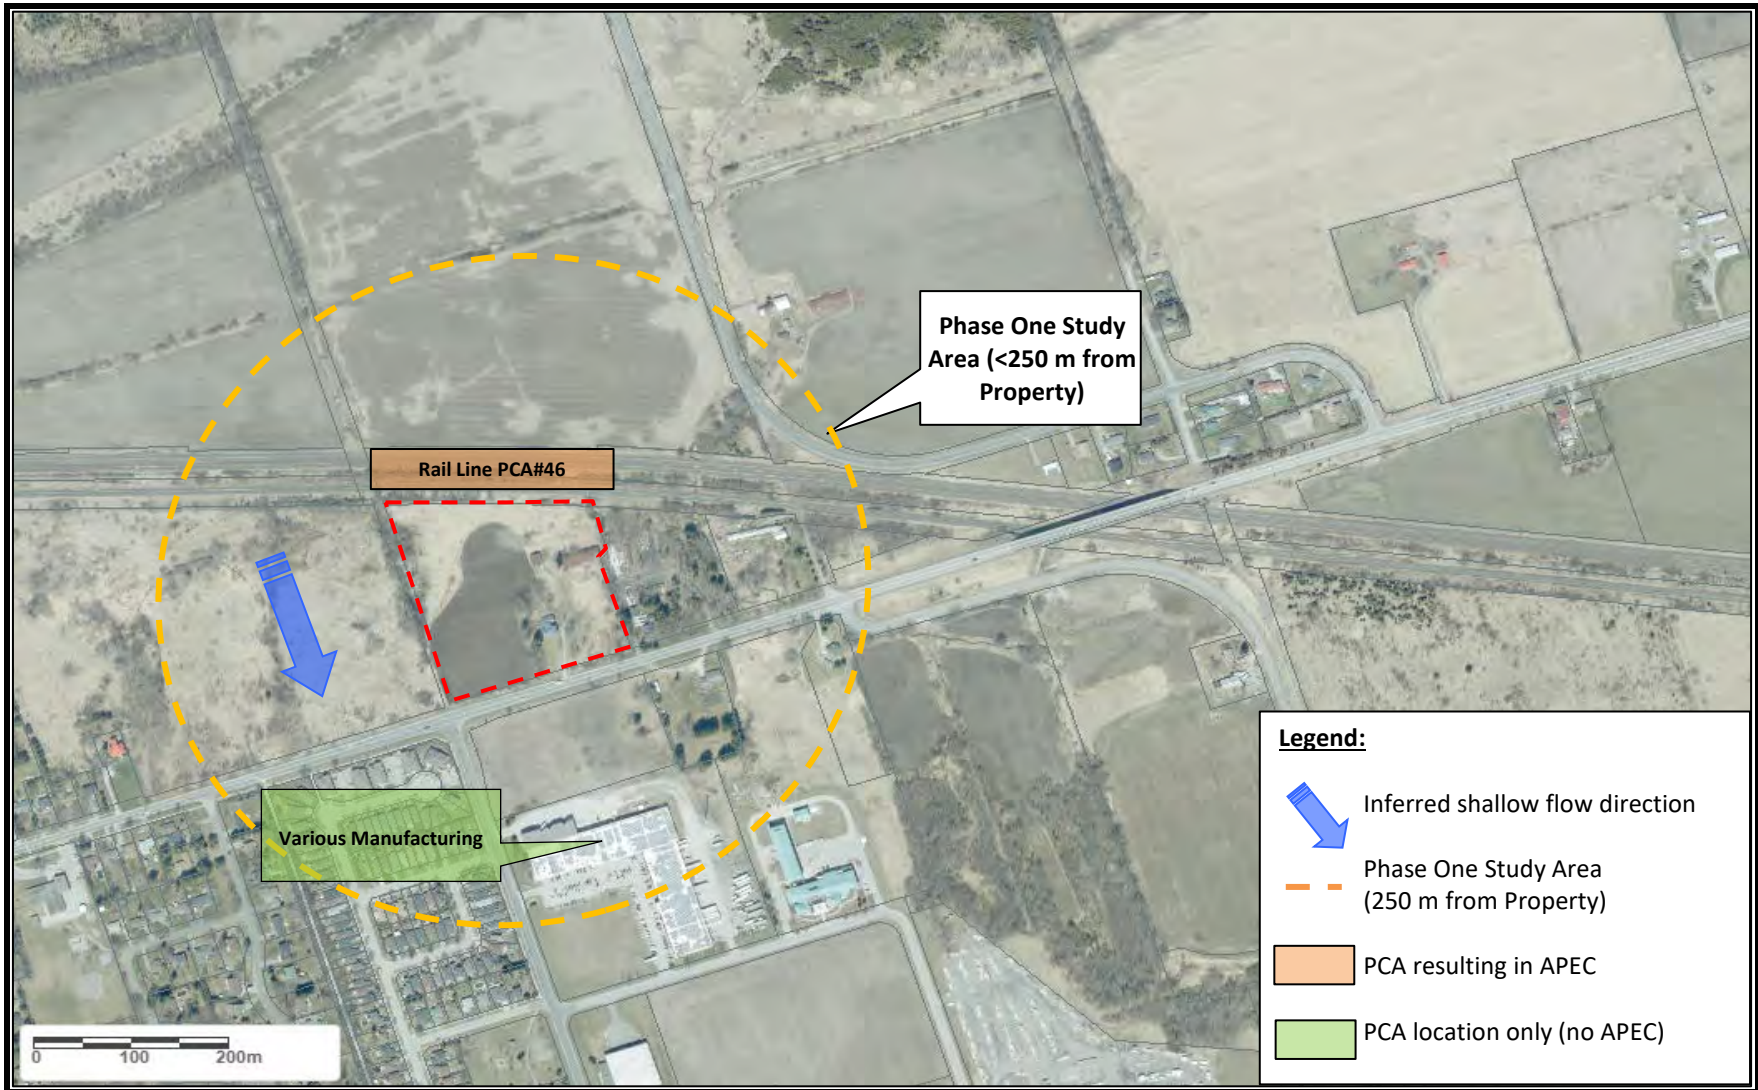 Phase One Study
Area (<250 m from
Property)
Rail Line PCA#46
Various Manufacturing
Legend:
Inferred shallow flow direction
Phase One Study Area
(250 m from Property)
PCA resulting in APEC
PCA location only (no APEC)
0 100 200m